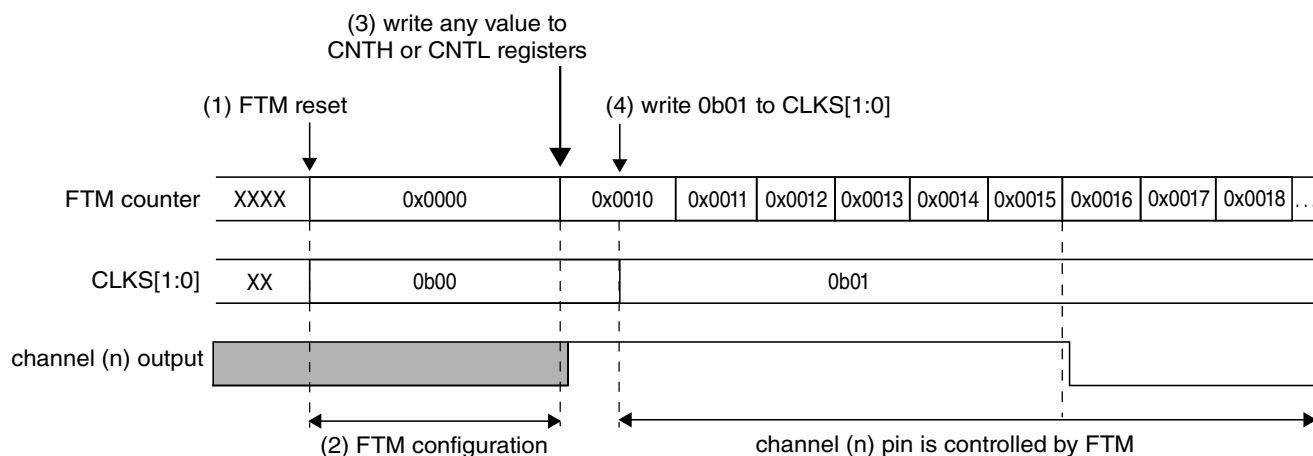 (3) write any value to
CNTH or CNTL registers
(1) FTM reset
(4) write 0b01 to CLKS[1:0]
FTM counter XXXX 0x0000 0x0010 0x0011 0x0012 0x0013 0x0014 0x0015 0x0016 0x0017 0x0018 ...
CLKS[1:0] XX 0b00 0b01
channel (n) output
(2) FTM configuration channel (n) pin is controlled by FTM